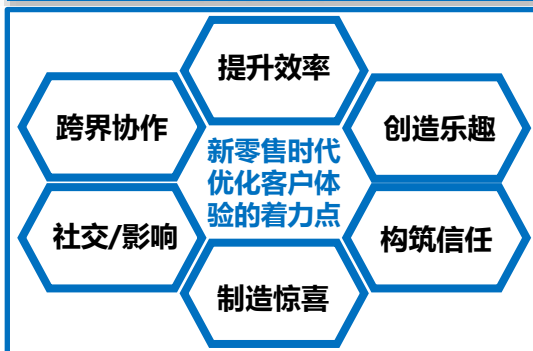 提升效率
跨界协作
创造乐趣
新零售时代
优化客户体
验的着力点
社交/影响
构筑信任
制造惊喜